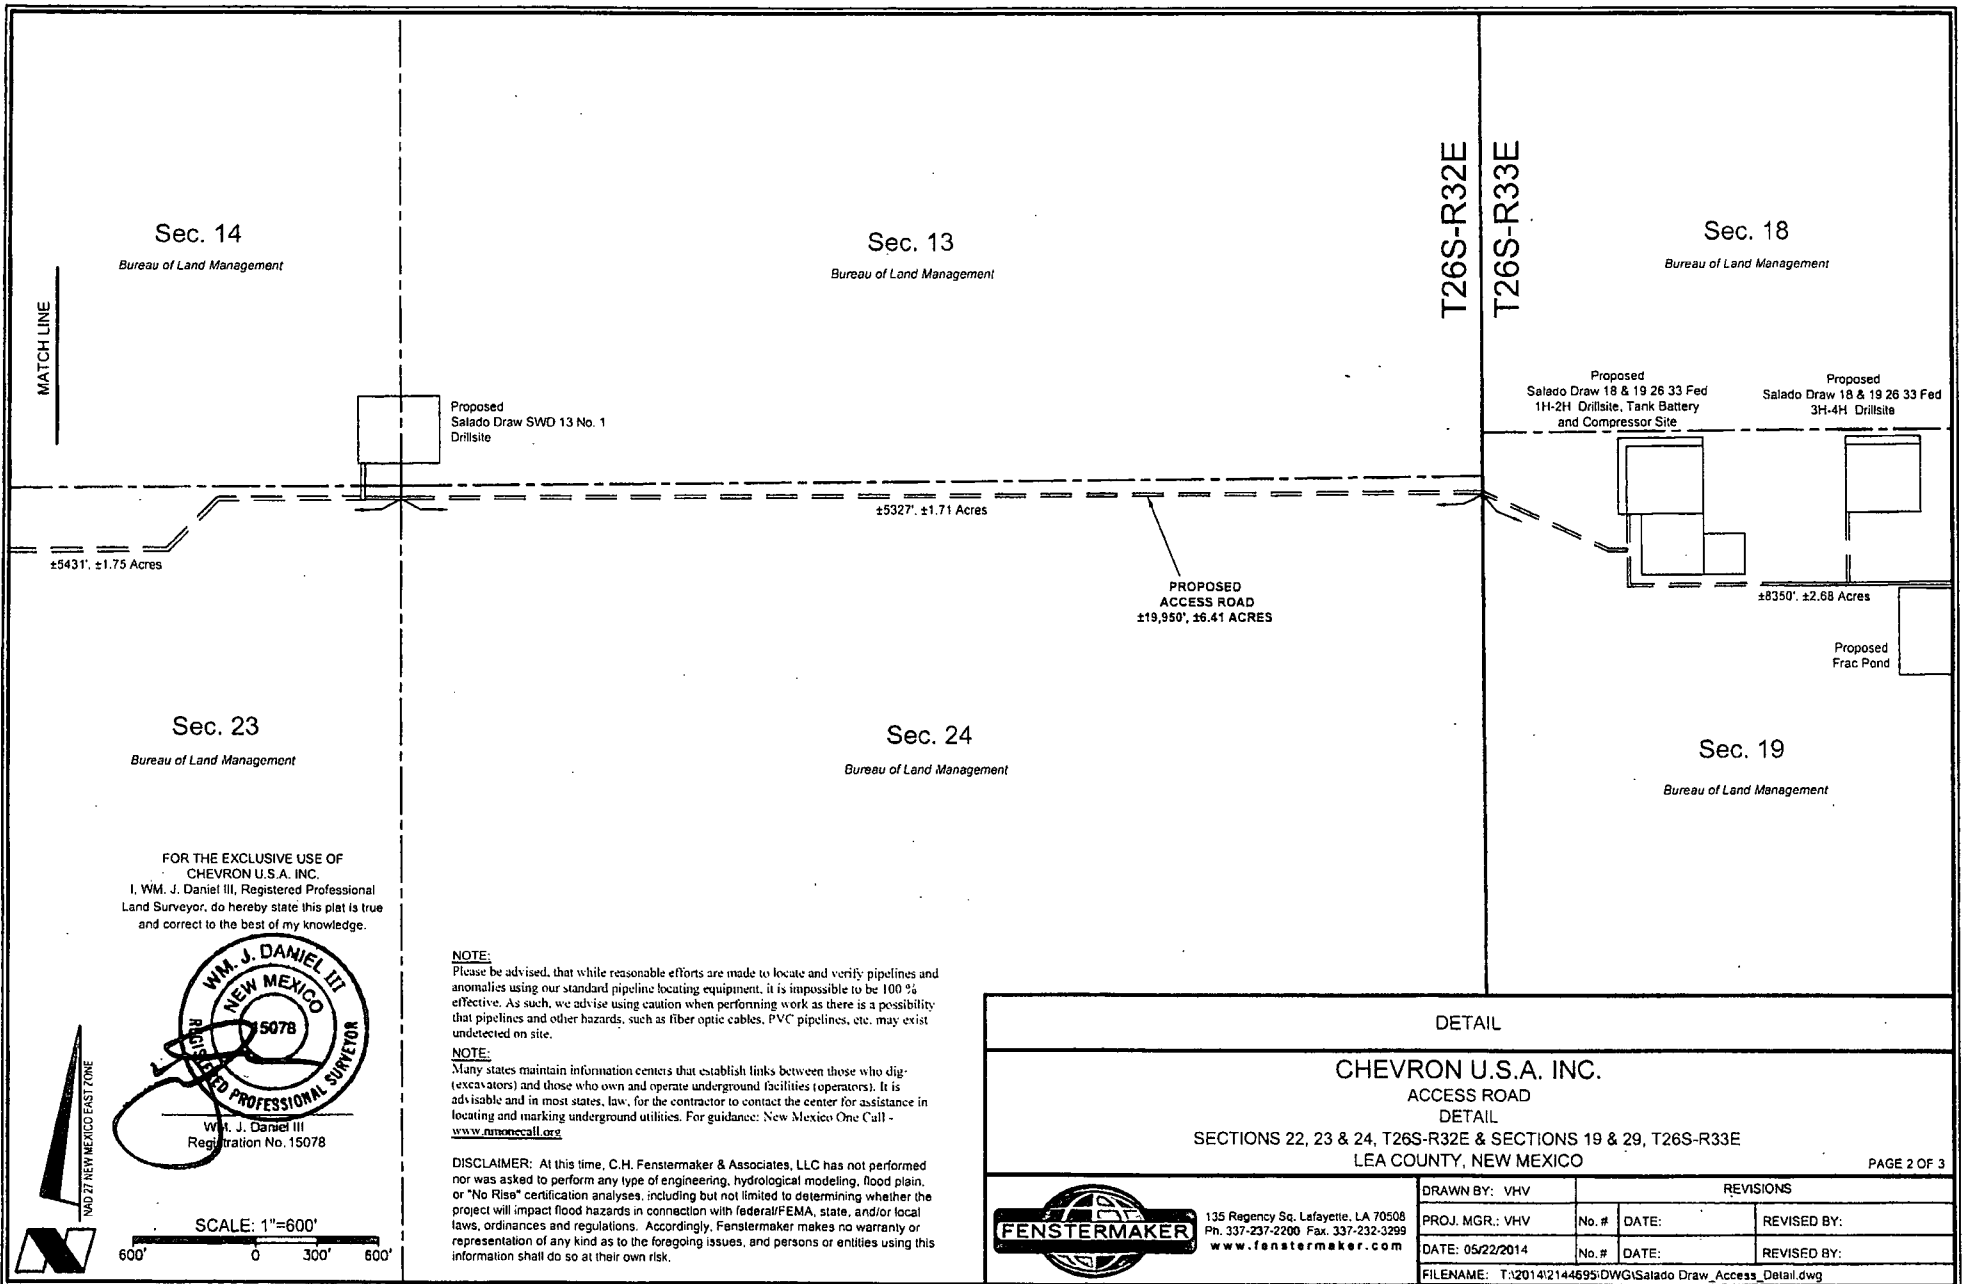 Sec. 14
Bureau of Land Management
Sec. 13
Bureau of Land Management
T26S-R32E
T26S-R33E
Sec. 18
Bureau of Land Management
MATCH LINE
Proposed
Salado Draw SWD 13 No. 1
Drillsite
Proposed
Salado Draw 18 & 19 26 33 Fed
1H-2H Drillsite, Tank Battery
and Compressor Site
Proposed
Salado Draw 18 & 19 26 33 Fed
3H-4H Drillsite
±5431', ±1.75 Acres
±5327', ±1.71 Acres
PROPOSED
ACCESS ROAD
±19,950', ±6.41 ACRES
±8350', ±2.68 Acres
Proposed
Frac Pond
Sec. 23
Bureau of Land Management
Sec. 24
Bureau of Land Management
Sec. 19
Bureau of Land Management
FOR THE EXCLUSIVE USE OF
CHEVRON U.S.A. INC.
I, WM. J. Daniel III, Registered Professional
Land Surveyor, do hereby state this plat is true
and correct to the best of my knowledge.
WM. J. DANIEL III
NEW MEXICO
15078
REGISTERED PROFESSIONAL SURVEYOR
WM. J. Daniel III
Registration No. 15078
NAD 27 NEW MEXICO EAST ZONE
N
SCALE: 1"=600'
600' 0 300' 600'
NOTE:
Please be advised, that while reasonable efforts are made to locate and verify pipelines and
anomalies using our standard pipeline locating equipment, it is impossible to be 100 %
effective. As such, we advise using caution when performing work as there is a possibility
that pipelines and other hazards, such as fiber optic cables, PVC pipelines, etc. may exist
undetected on site.
NOTE:
Many states maintain information centers that establish links between those who dig
(excavators) and those who own and operate underground facilities (operators). It is
advisable and in most states, law, for the contractor to contact the center for assistance in
locating and marking underground utilities. For guidance: New Mexico One Call -
www.nmonecall.org
DISCLAIMER: At this time, C.H. Fenstermaker & Associates, LLC has not performed
nor was asked to perform any type of engineering, hydrological modeling, flood plain,
or "No Rise" certification analyses, including but not limited to determining whether the
project will impact flood hazards in connection with federal/FEMA, state, and/or local
laws, ordinances and regulations. Accordingly, Fenstermaker makes no warranty or
representation of any kind as to the foregoing issues, and persons or entities using this
information shall do so at their own risk.
DETAIL
CHEVRON U.S.A. INC.
ACCESS ROAD
DETAIL
SECTIONS 22, 23 & 24, T26S-R32E & SECTIONS 19 & 29, T26S-R33E
LEA COUNTY, NEW MEXICO
PAGE 2 OF 3
FENSTERMAKER
135 Regency Sq. Lafayette, LA 70508
Ph. 337-237-2200 Fax. 337-232-3299
www.fenstermaker.com
DRAWN BY: VHV
REVISIONS
PROJ. MGR.: VHV
No. # DATE: REVISED BY:
DATE: 05/22/2014
No. # DATE: REVISED BY:
FILENAME: T:\2014\2144695\DWG\Salado Draw_Access_Detail.dwg